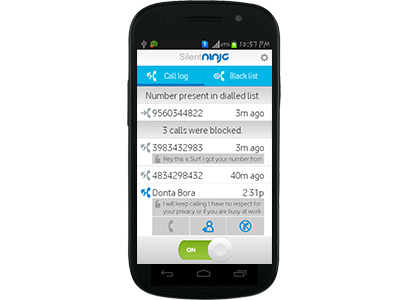 12:57 PM
Silent ninja
Call log
Black list
Number present in dialled list.
9560344822 3m ago
3 calls were blocked.
3983432983 3m ago
Hey this is Surf. I got your number from
4834298432 40m ago
Donta Bora 2:31p
I will keep calling. I have no respect for
your privacy or if you are busy at work
ON